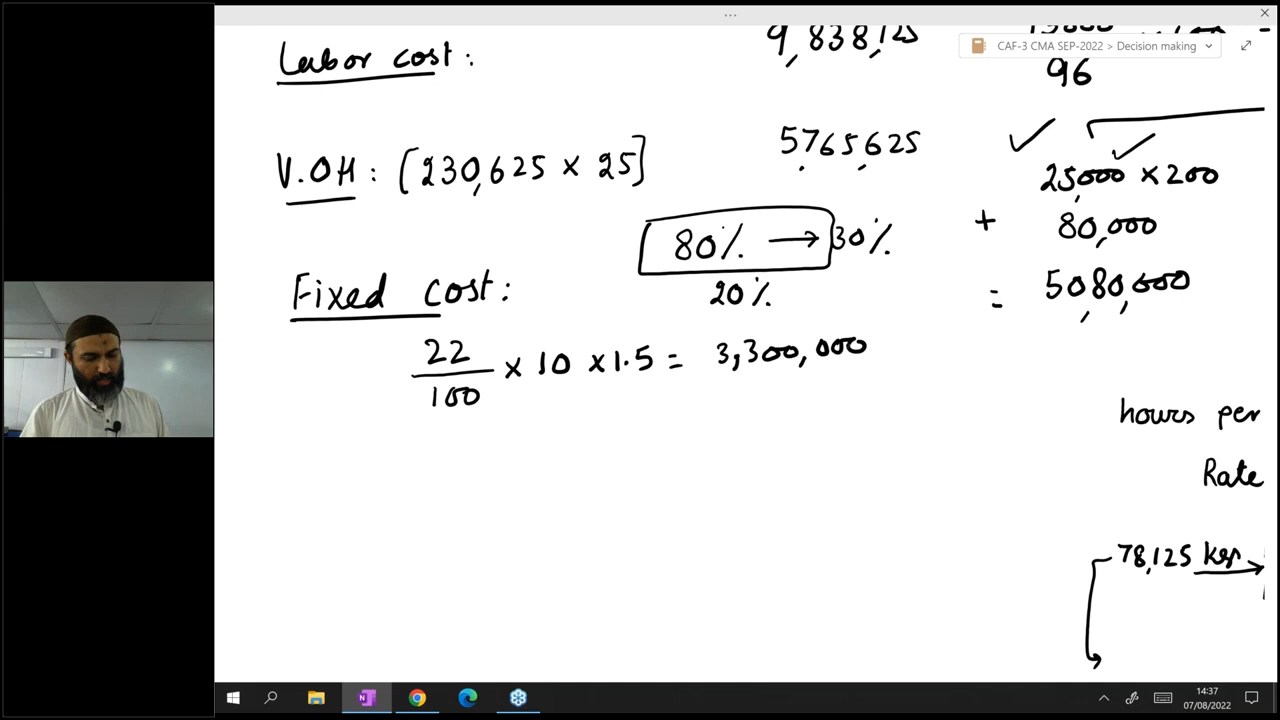 Labor cost:
9,838,125
CAF-3 CMA SEP-2022 > Decision making
96
V.OH: [230,625 × 25]
5765,625
25,000 × 200
+ 80,000
= 5080,000
80% → 30%
20%
Fixed cost:
22
100
× 10 × 1.5 = 3,300,000
hours per
Rate
78,125 kgs
14:37
07/08/2022